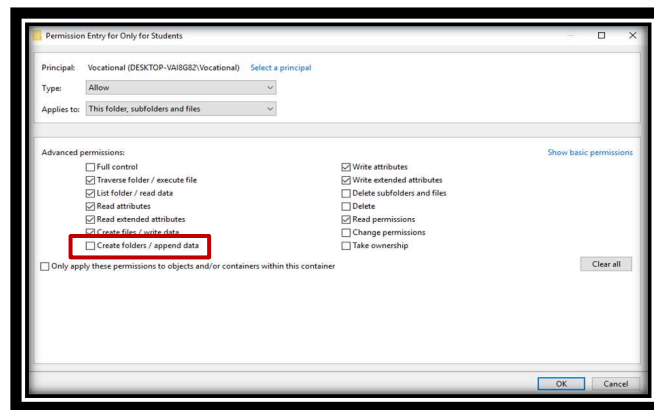 Permission Entry for Only for Students
Principal: Vocational (DESKTOP-VAI8G82\Vocational) Select a principal
Type: Allow
Applies to: This folder, subfolders and files
Advanced permissions: Show basic permissions
Full control Write attributes
Traverse folder / execute file Write extended attributes
List folder / read data Delete subfolders and files
Read attributes Delete
Read extended attributes Read permissions
Create files / write data Change permissions
Create folders / append data Take ownership
Only apply these permissions to objects and/or containers within this container Clear all
OK Cancel